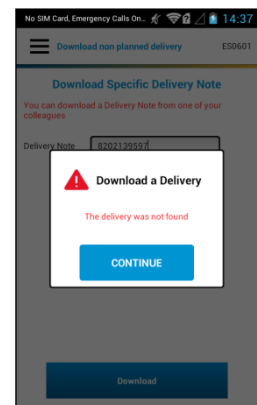 No SIM Card, Emergency Calls On.. 14:37
Download non planned delivery ES0601
Download Specific Delivery Note
You can download a Delivery Note from one of your
colleagues
Delivery Note 8202139597
Download a Delivery
The delivery was not found
CONTINUE
Download